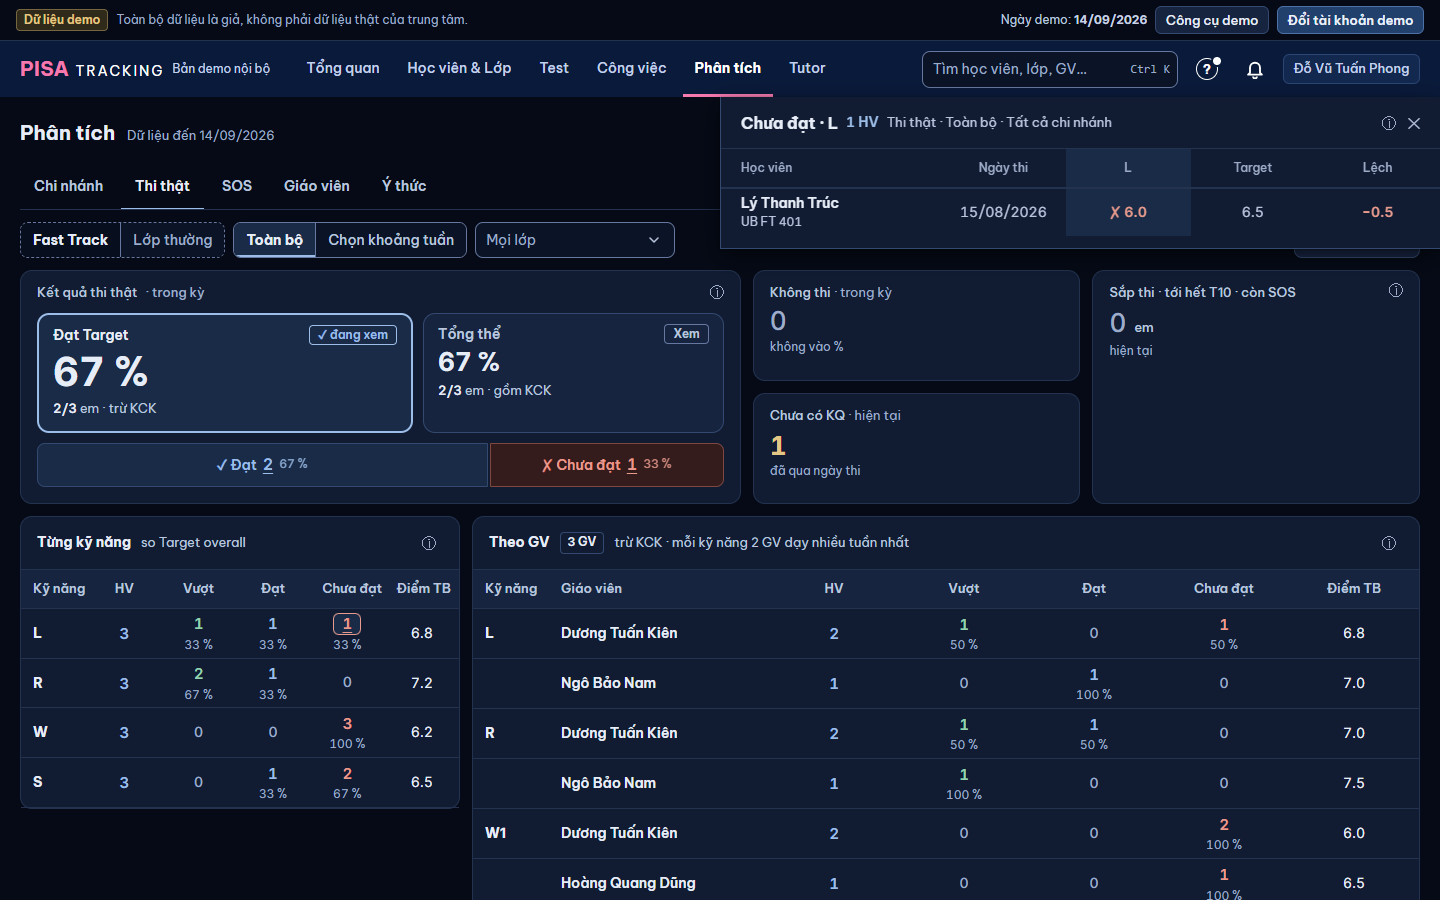 Dữ liệu demo Toàn bộ dữ liệu là giả, không phải dữ liệu thật của trung tâm. Ngày demo: 14/09/2026 Công cụ demo Đổi tài khoản demo
PISA TRACKING Bản demo nội bộ Tổng quan Học viên & Lớp Test Công việc Phân tích Tutor Tìm học viên, lớp, GV... Ctrl K ? Đỗ Vũ Tuấn Phong
Phân tích Dữ liệu đến 14/09/2026
Chưa đạt · L 1 HV Thi thật · Toàn bộ · Tất cả chi nhánh
Học viên Ngày thi L Target Lệch
Lý Thanh Trúc 15/08/2026 ✗ 6.0 6.5 −0.5
UB FT 401
Chi nhánh Thi thật SOS Giáo viên Ý thức
Fast Track Lớp thường Toàn bộ Chọn khoảng tuần Mọi lớp
Kết quả thi thật · trong kỳ
Đạt Target ✓ đang xem
67 %
2/3 em · trừ KCK
Tổng thể Xem
67 %
2/3 em · gồm KCK
✓ Đạt 2 67 % ✗ Chưa đạt 1 33 %
Không thi · trong kỳ
0
không vào %
Chưa có KQ · hiện tại
1
đã qua ngày thi
Sắp thi · tới hết T10 · còn SOS
0 em
hiện tại
Từng kỹ năng so Target overall
Kỹ năng HV Vượt Đạt Chưa đạt Điểm TB
L 3 1 1 1 6.8
33 % 33 % 33 %
R 3 2 1 0 7.2
67 % 33 %
W 3 0 0 3 6.2
100 %
S 3 0 1 2 6.5
33 % 67 %
Theo GV 3 GV trừ KCK · mỗi kỹ năng 2 GV dạy nhiều tuần nhất
Kỹ năng Giáo viên HV Vượt Đạt Chưa đạt Điểm TB
L Dương Tuấn Kiên 2 1 0 1 6.8
50 % 50 %
Ngô Bảo Nam 1 0 1 0 7.0
100 %
R Dương Tuấn Kiên 2 1 1 0 7.0
50 % 50 %
Ngô Bảo Nam 1 1 0 0 7.5
100 %
W1 Dương Tuấn Kiên 2 0 0 2 6.0
100 %
Hoàng Quang Dũng 1 0 0 1 6.5
100 %